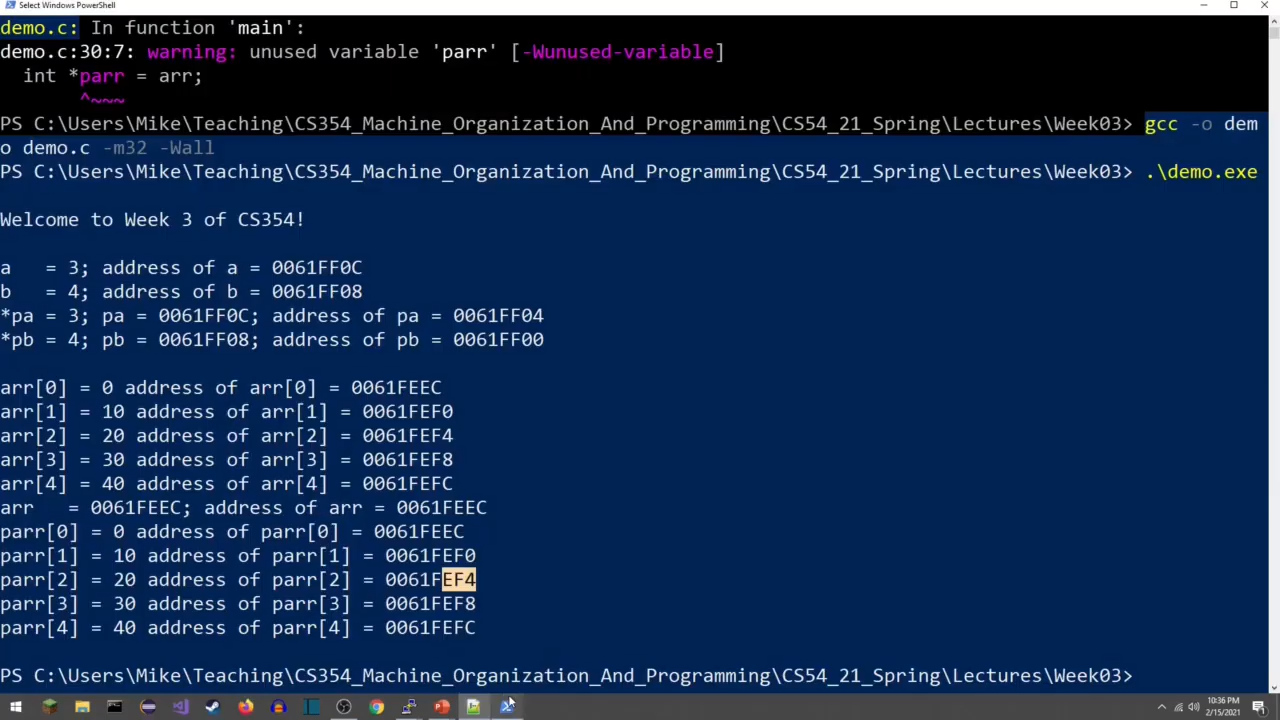 Select Windows PowerShell
demo.c: In function 'main':
demo.c:30:7: warning: unused variable 'parr' [-Wunused-variable]
  int *parr = arr;
       ^~~~
PS C:\Users\Mike\Teaching\CS354_Machine_Organization_And_Programming\CS54_21_Spring\Lectures\Week03> gcc -o dem
o demo.c -m32 -Wall
PS C:\Users\Mike\Teaching\CS354_Machine_Organization_And_Programming\CS54_21_Spring\Lectures\Week03> .\demo.exe
Welcome to Week 3 of CS354!
a   = 3; address of a = 0061FF0C
b   = 4; address of b = 0061FF08
*pa = 3; pa = 0061FF0C; address of pa = 0061FF04
*pb = 4; pb = 0061FF08; address of pb = 0061FF00
arr[0] = 0 address of arr[0] = 0061FEEC
arr[1] = 10 address of arr[1] = 0061FEF0
arr[2] = 20 address of arr[2] = 0061FEF4
arr[3] = 30 address of arr[3] = 0061FEF8
arr[4] = 40 address of arr[4] = 0061FEFC
arr   = 0061FEEC; address of arr = 0061FEEC
parr[0] = 0 address of parr[0] = 0061FEEC
parr[1] = 10 address of parr[1] = 0061FEF0
parr[2] = 20 address of parr[2] = 0061FEF4
parr[3] = 30 address of parr[3] = 0061FEF8
parr[4] = 40 address of parr[4] = 0061FEFC
PS C:\Users\Mike\Teaching\CS354_Machine_Organization_And_Programming\CS54_21_Spring\Lectures\Week03>
10:36 PM
2/15/2021